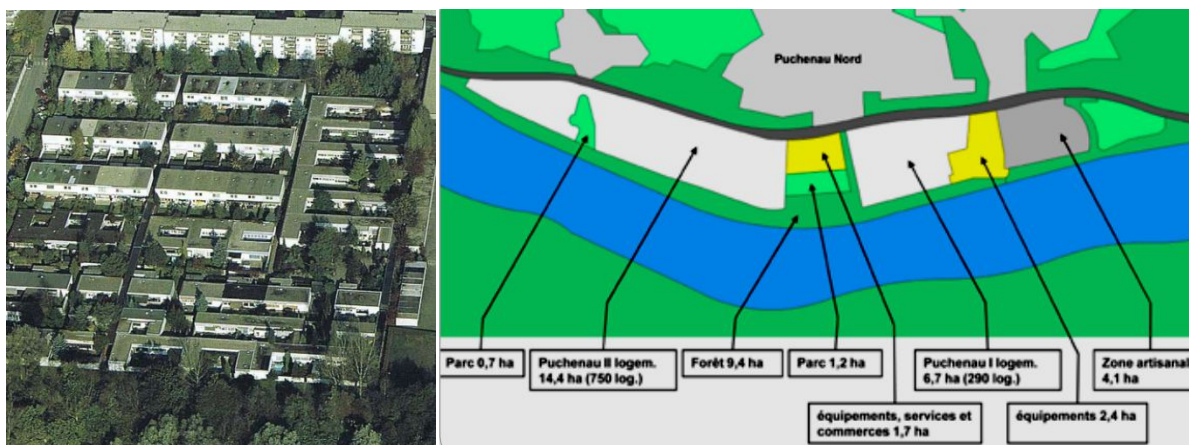 Puchenau Nord
Parc 0,7 ha
Puchenau II logem.
14,4 ha (750 log.)
Forêt 9,4 ha
Parc 1,2 ha
Puchenau I logem.
6,7 ha (290 log.)
Zone artisanal
4,1 ha
équipements, services et
commerces 1,7 ha
équipements 2,4 ha